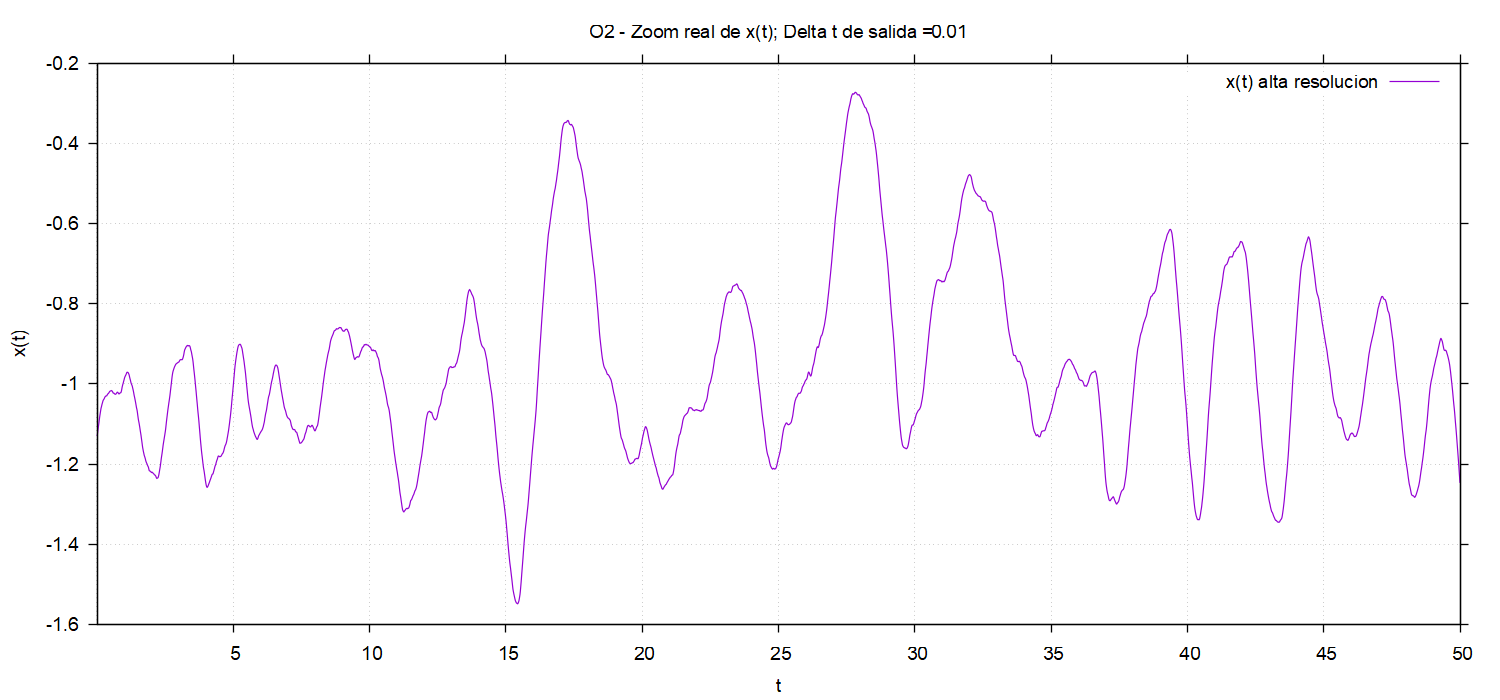 O2 - Zoom real de x(t); Delta t de salida =0.01
x(t) alta resolucion
-0.2
-0.4
-0.6
-0.8
-1
-1.2
-1.4
-1.6
x(t)
5 10 15 20 25 30 35 40 45 50
t